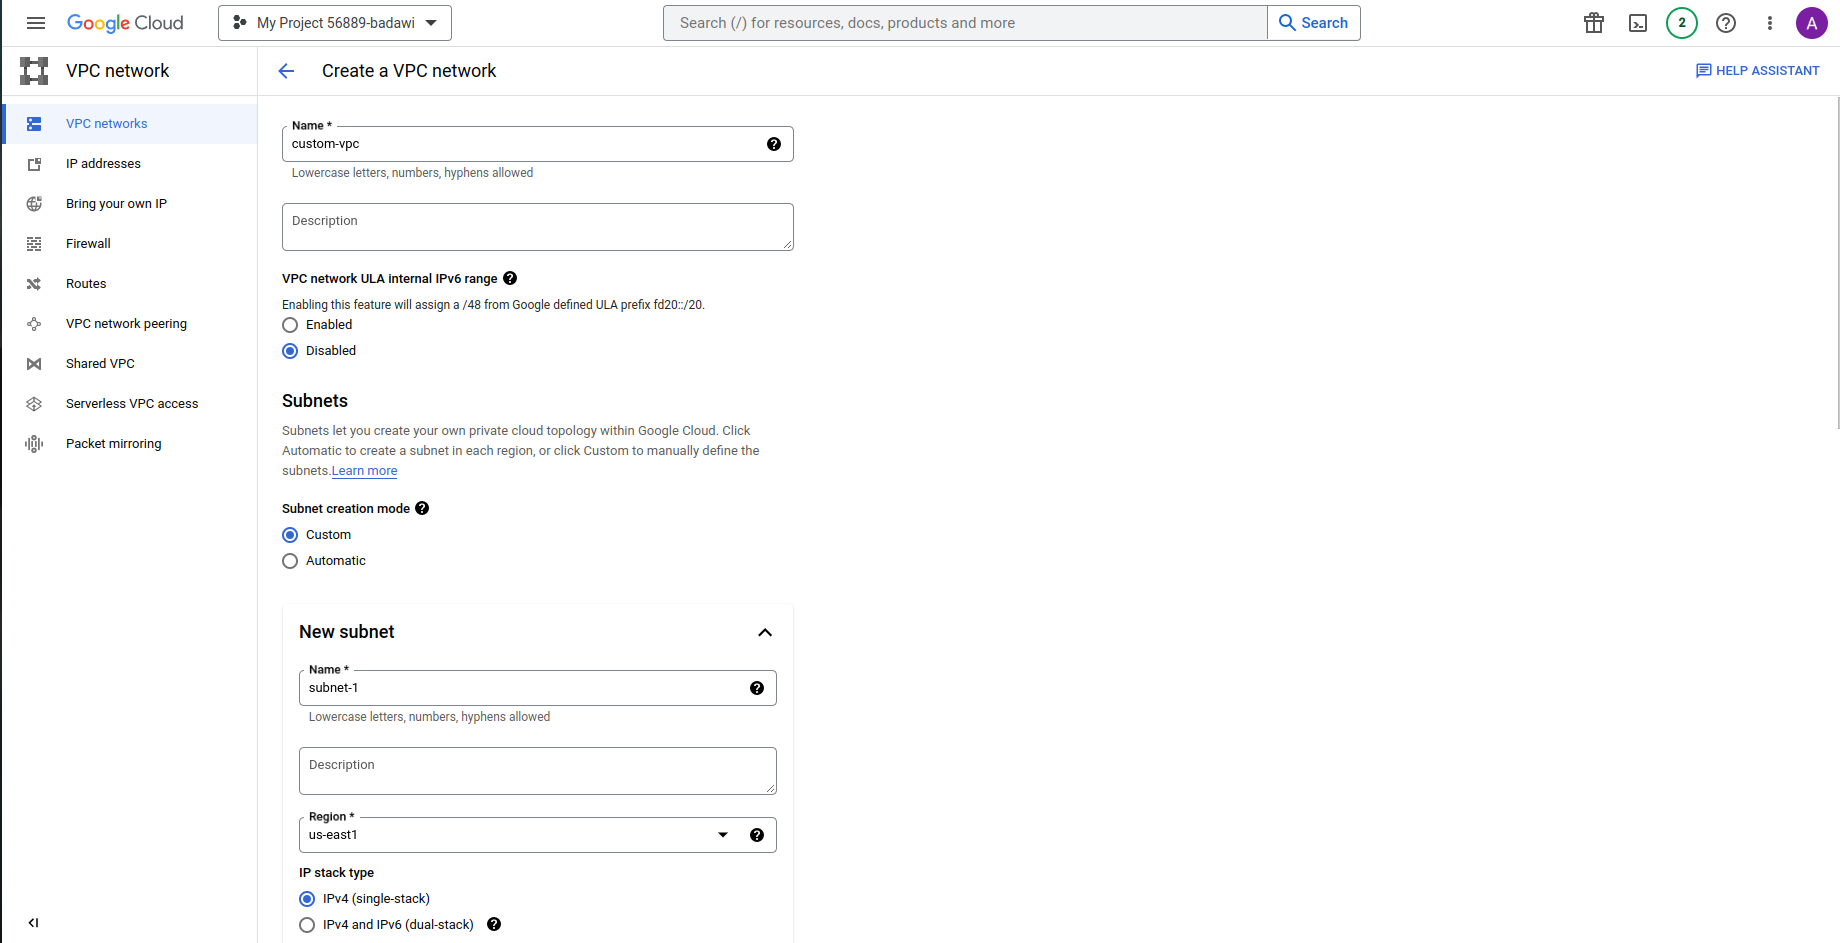 Google Cloud
My Project 56889-badawi
Search (/) for resources, docs, products and more
Search
2
A
VPC network
Create a VPC network
HELP ASSISTANT
VPC networks
IP addresses
Bring your own IP
Firewall
Routes
VPC network peering
Shared VPC
Serverless VPC access
Packet mirroring
Name *
custom-vpc
Lowercase letters, numbers, hyphens allowed
Description
VPC network ULA internal IPv6 range
Enabling this feature will assign a /48 from Google defined ULA prefix fd20::/20.
Enabled
Disabled
Subnets
Subnets let you create your own private cloud topology within Google Cloud. Click
Automatic to create a subnet in each region, or click Custom to manually define the
subnets.Learn more
Subnet creation mode
Custom
Automatic
New subnet
Name *
subnet-1
Lowercase letters, numbers, hyphens allowed
Description
Region *
us-east1
IP stack type
IPv4 (single-stack)
IPv4 and IPv6 (dual-stack)